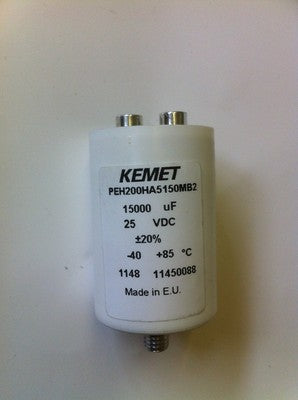 KEMET
PEH200HA5150MB2
15000 uF
25 VDC
±20%
-40 +85 °C
1148 11450088
Made in E.U.